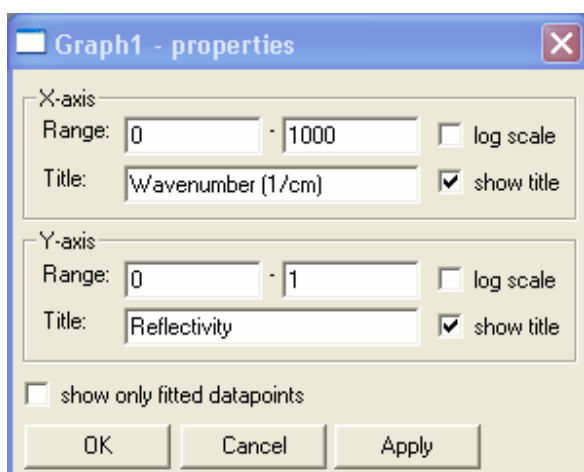 Graph1 - properties
X-axis
Range: 0 - 1000 log scale
Title: Wavenumber (1/cm) show title
Y-axis
Range: 0 - 1 log scale
Title: Reflectivity show title
show only fitted datapoints
OK Cancel Apply